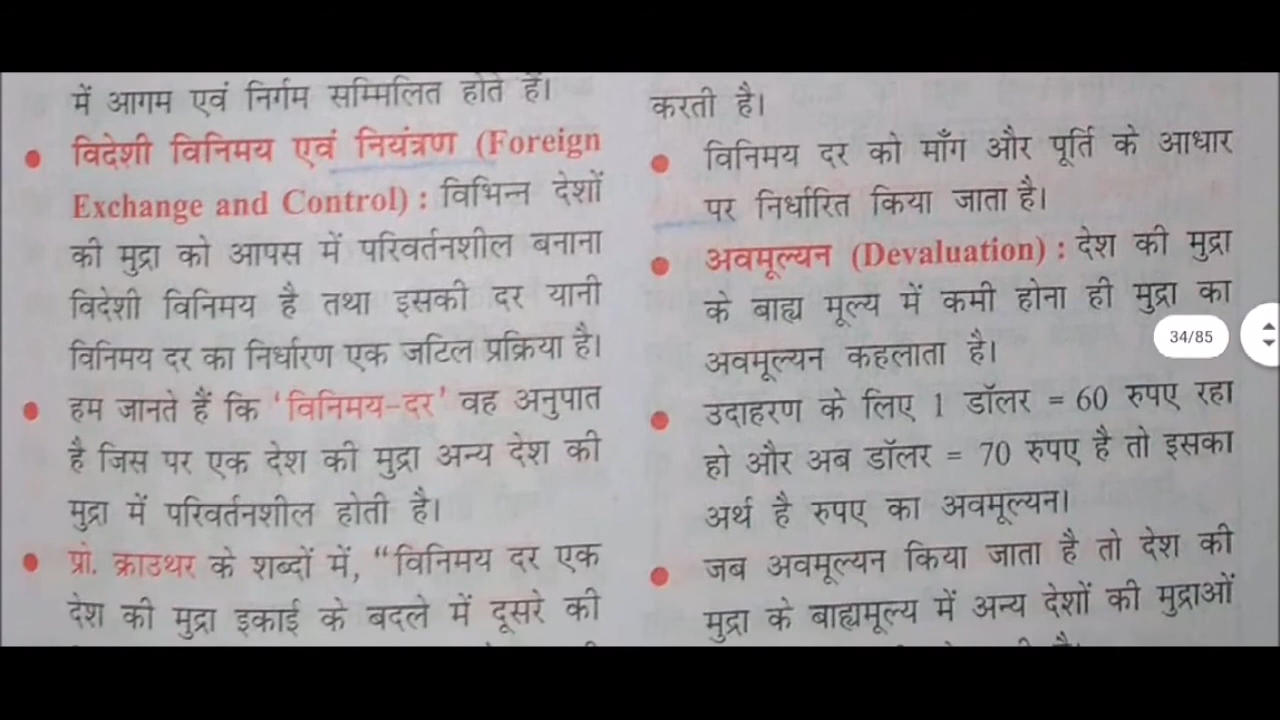 में आगम एवं निर्गम सम्मिलित होते हैं।
विदेशी विनिमय एवं नियंत्रण (Foreign
Exchange and Control) : विभिन्न देशों
की मुद्रा को आपस में परिवर्तनशील बनाना
विदेशी विनिमय है तथा इसकी दर यानी
विनिमय दर का निर्धारण एक जटिल प्रक्रिया है।
हम जानते हैं कि 'विनिमय-दर' वह अनुपात
है जिस पर एक देश की मुद्रा अन्य देश की
मुद्रा में परिवर्तनशील होती है।
प्रो. क्राउथर के शब्दों में, “विनिमय दर एक
देश की मुद्रा इकाई के बदले में दूसरे की
करती है।
विनिमय दर को माँग और पूर्ति के आधार
पर निर्धारित किया जाता है।
अवमूल्यन (Devaluation) : देश की मुद्रा
के बाह्य मूल्य में कमी होना ही मुद्रा का
अवमूल्यन कहलाता है।
उदाहरण के लिए 1 डॉलर = 60 रुपए रहा
हो और अब डॉलर = 70 रुपए है तो इसका
अर्थ है रुपए का अवमूल्यन।
जब अवमूल्यन किया जाता है तो देश की
मुद्रा के बाह्यमूल्य में अन्य देशों की मुद्राओं
34/85